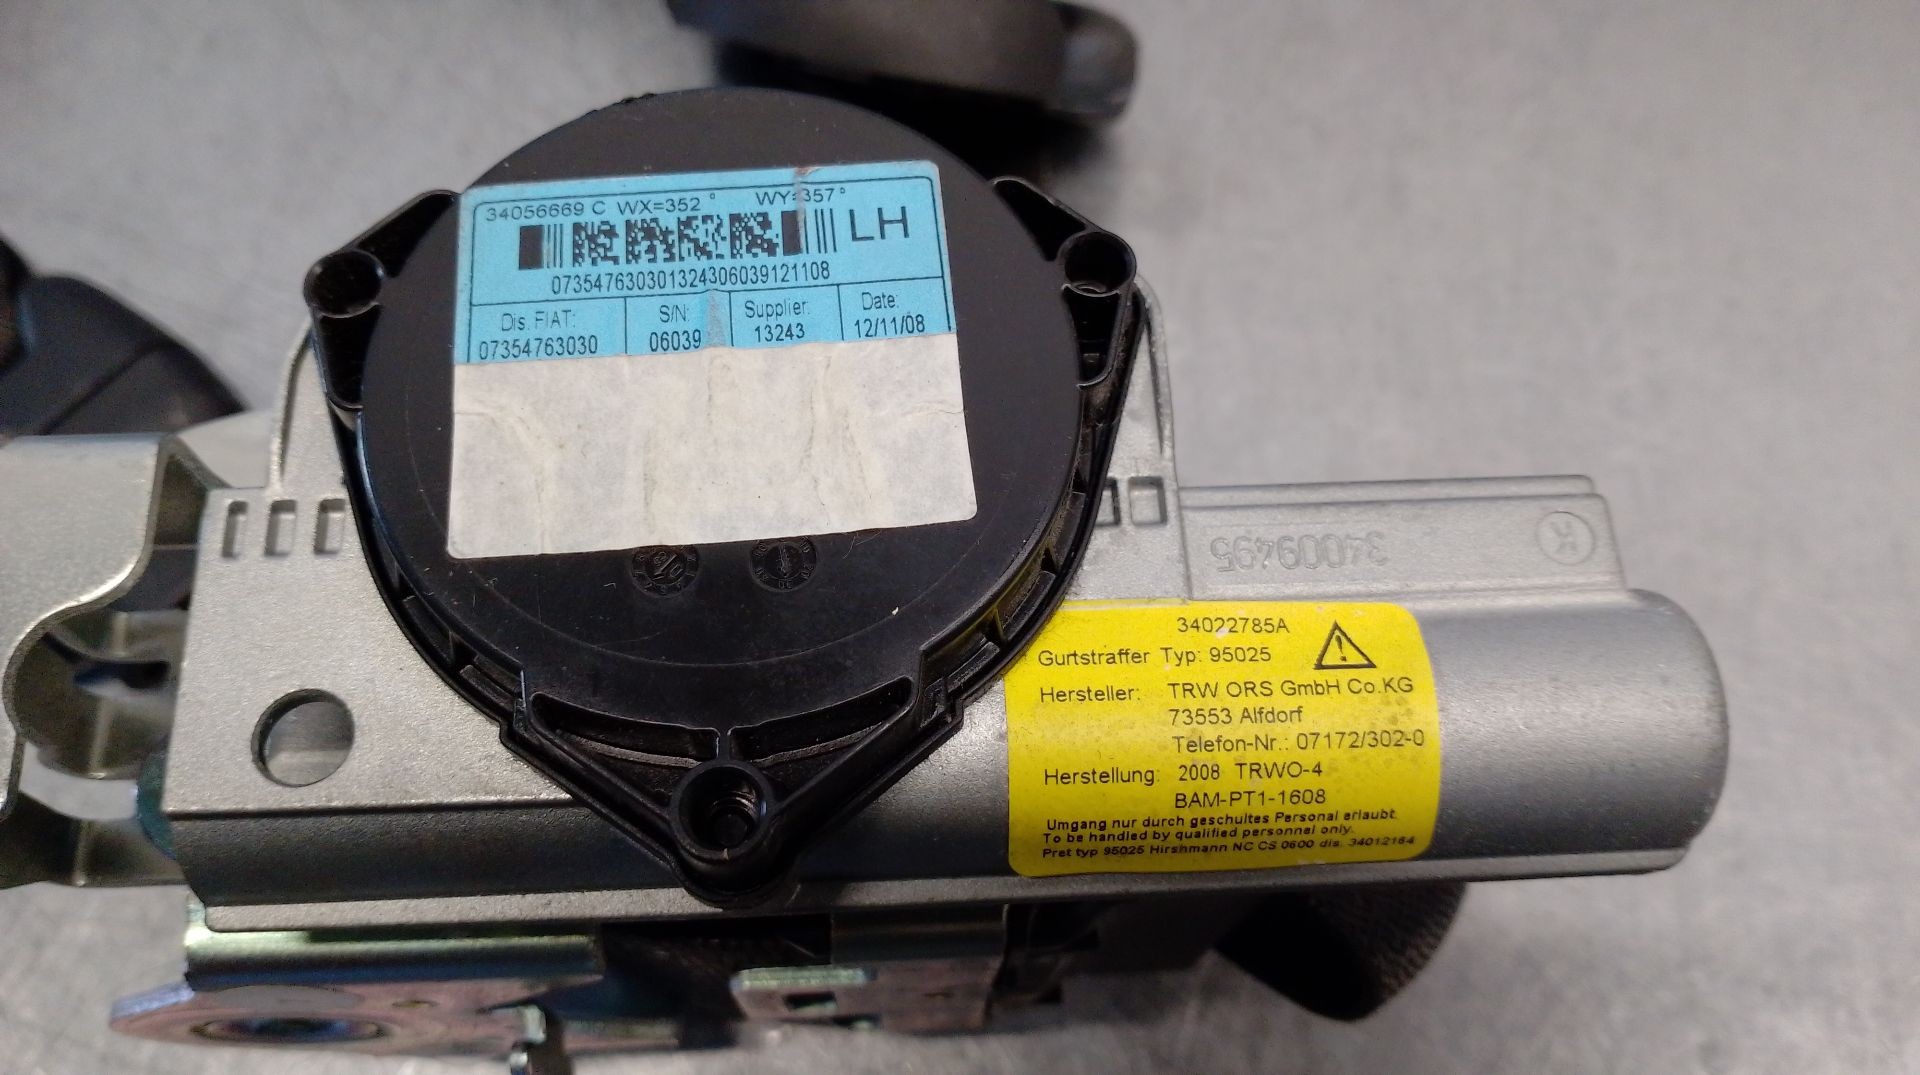 34056669 C WX=352 ° WY=357 °
LH
07354763030132430603912 1108
Dis. FIAT:
07354763030
S/N:
06039
Supplier:
13243
Date:
12/11/08
34009495
K
34022785A
Gurtstraffer Typ: 95025
Hersteller: TRW ORS GmbH Co.KG
73553 Alfdorf
Telefon-Nr.: 07172/302-0
Herstellung: 2008 TRWO-4
BAM-PT1-1608
Umgang nur durch geschultes Personal erlaubt.
To be handled by qualified personnel only.
Pret typ 95025 Hirshmann NC CS 0600 dis. 34012164